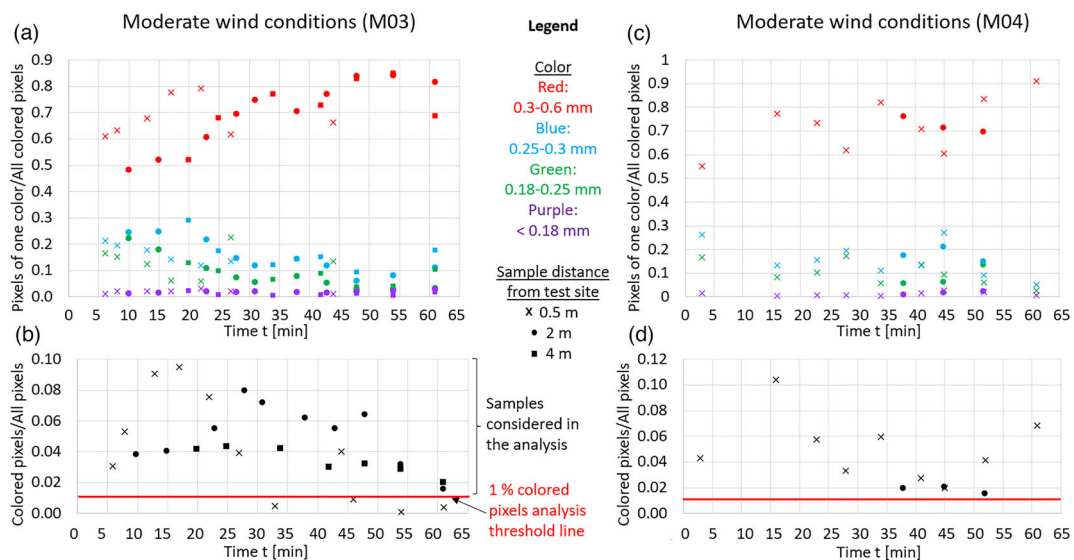 Moderate wind conditions (M03)
(a)
Pixels of one color/All colored pixels
0.9
0.8
0.7
0.6
0.5
0.4
0.3
0.2
0.1
0.0
0 5 10 15 20 25 30 35 40 45 50 55 60 65
Time t [min]
(b)
Colored pixels/All pixels
0.10
0.08
0.06
0.04
0.02
0.00
0 5 10 15 20 25 30 35 40 45 50 55 60 65
Time t [min]
Legend
Color
Red:
0.3-0.6 mm
Blue:
0.25-0.3 mm
Green:
0.18-0.25 mm
Purple:
< 0.18 mm
Sample distance
from test site
× 0.5 m
● 2 m
■ 4 m
Samples
considered in
the analysis
1 % colored
pixels analysis
threshold line
Moderate wind conditions (M04)
(c)
Pixels of one color/All colored pixels
1
0.9
0.8
0.7
0.6
0.5
0.4
0.3
0.2
0.1
0
0 5 10 15 20 25 30 35 40 45 50 55 60 65
Time t [min]
(d)
Colored pixels/All pixels
0.12
0.10
0.08
0.06
0.04
0.02
0.00
0 5 10 15 20 25 30 35 40 45 50 55 60 65
Time t [min]